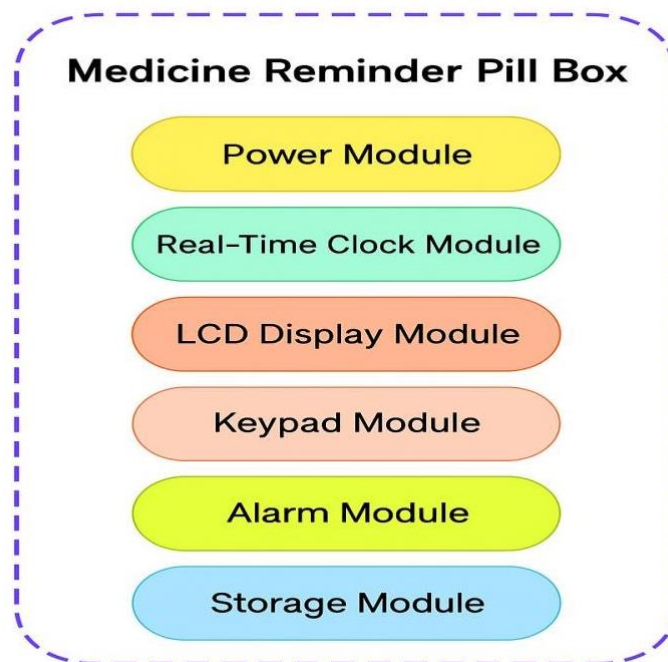 Medicine Reminder Pill Box
Power Module
Real-Time Clock Module
LCD Display Module
Keypad Module
Alarm Module
Storage Module